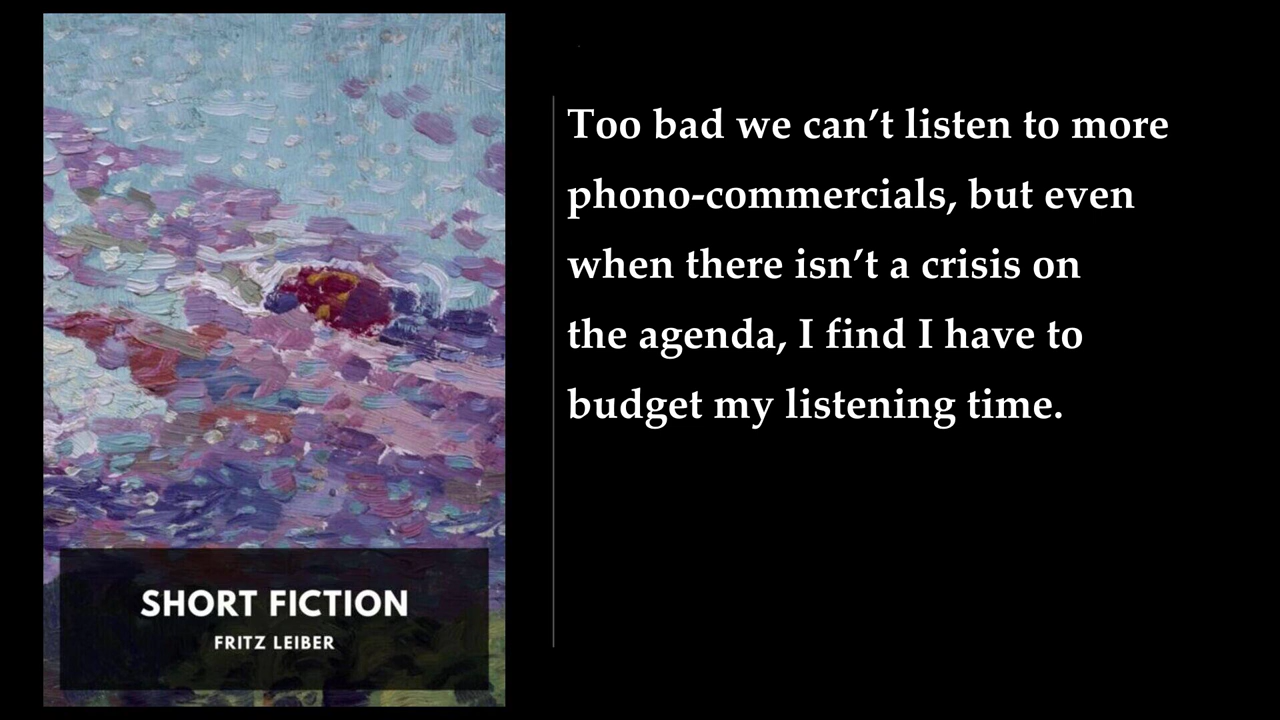 SHORT FICTION
FRITZ LEIBER
Too bad we can’t listen to more
phono-commercials, but even
when there isn’t a crisis on
the agenda, I find I have to
budget my listening time.